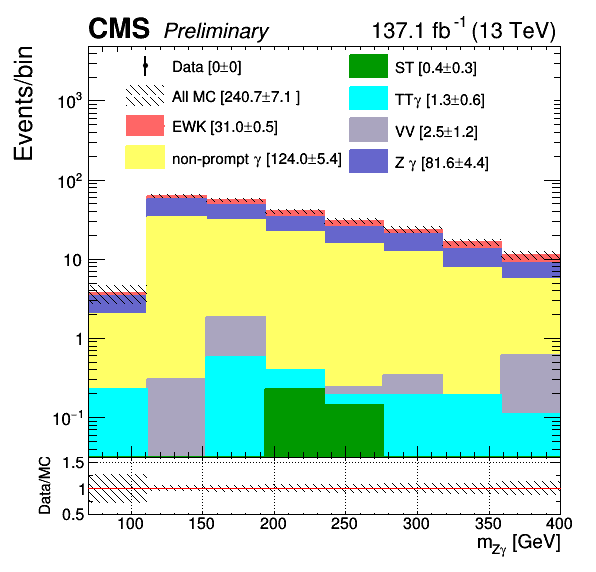 CMS Preliminary 137.1 fb⁻¹ (13 TeV)
Events/bin
Data [0±0]
All MC [240.7±7.1 ]
EWK [31.0±0.5]
non-prompt γ [124.0±5.4]
ST [0.4±0.3]
TTγ [1.3±0.6]
VV [2.5±1.2]
Z γ [81.6±4.4]
10³
10²
10
1
10⁻¹
Data/MC
1.5
1
0.5
100 150 200 250 300 350 400
m_Zγ [GeV]